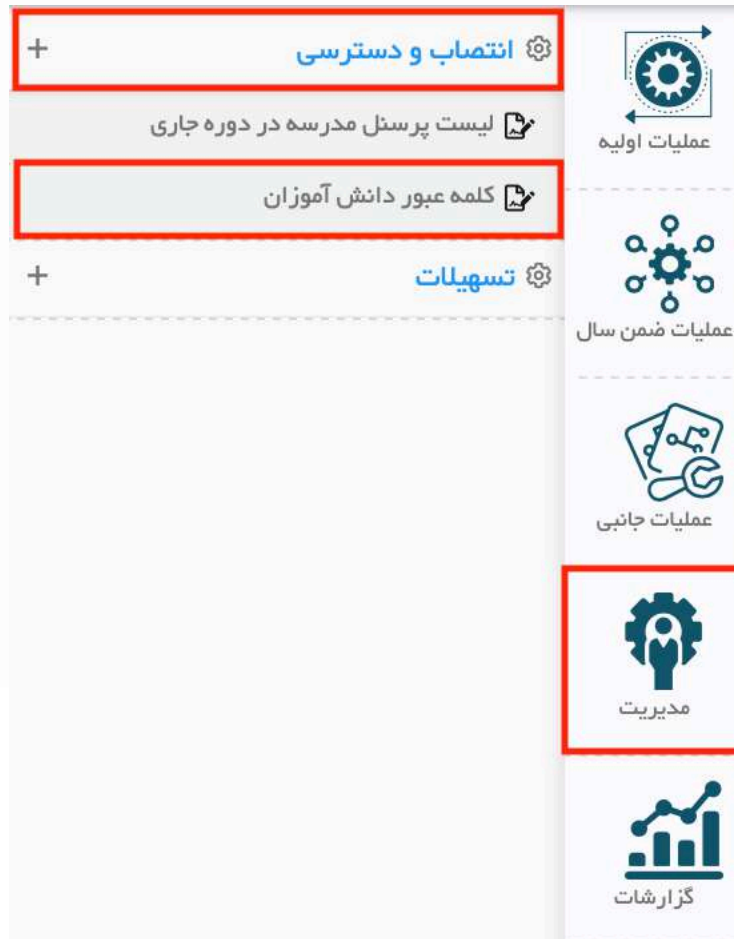 عملیات اولیه
عملیات ضمن سال
عملیات جانبی
مدیریت
گزارشات
انتصاب و دسترسی +
لیست پرسنل مدرسه در دوره جاری
کلمه عبور دانش آموزان
تسهیلات +